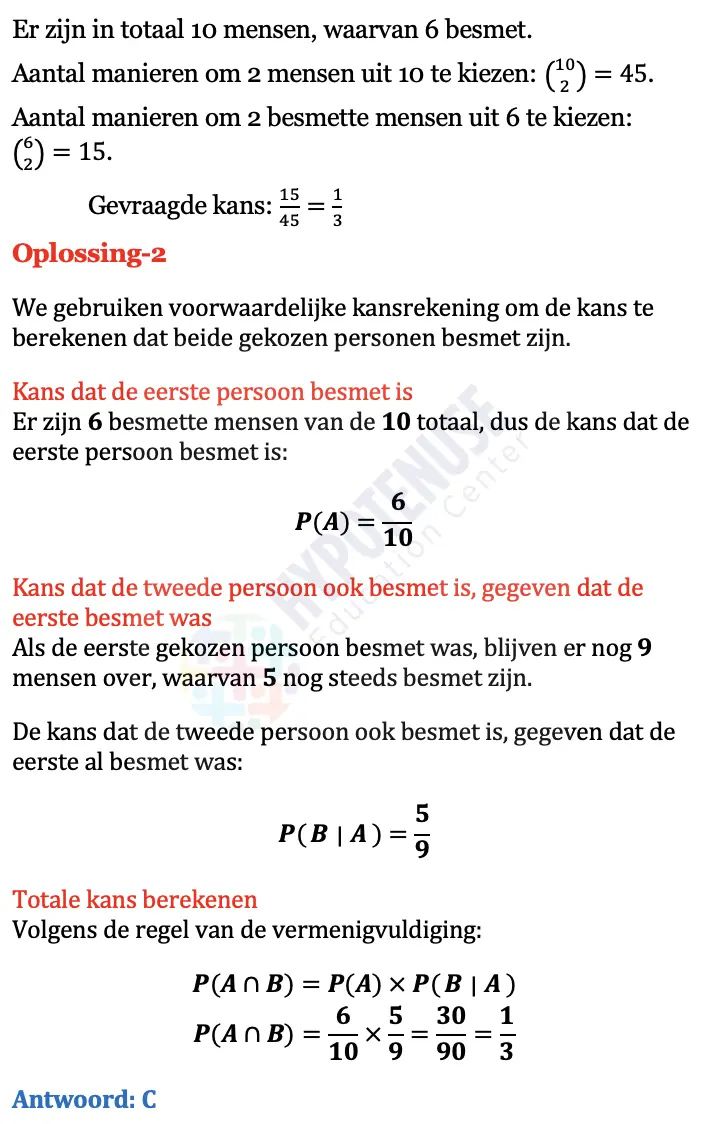 Er zijn in totaal 10 mensen, waarvan 6 besmet.
Aantal manieren om 2 mensen uit 10 te kiezen: $\binom{10}{2} = 45$.
Aantal manieren om 2 besmette mensen uit 6 te kiezen:
$\binom{6}{2} = 15$.
Gevraagde kans: $\frac{15}{45} = \frac{1}{3}$
Oplossing-2
We gebruiken voorwaardelijke kansrekening om de kans te
berekenen dat beide gekozen personen besmet zijn.
Kans dat de eerste persoon besmet is
Er zijn 6 besmette mensen van de 10 totaal, dus de kans dat de
eerste persoon besmet is:
$P(A) = \frac{6}{10}$
Kans dat de tweede persoon ook besmet is, gegeven dat de
eerste besmet was
Als de eerste gekozen persoon besmet was, blijven er nog 9
mensen over, waarvan 5 nog steeds besmet zijn.
De kans dat de tweede persoon ook besmet is, gegeven dat de
eerste al besmet was:
$P(B \mid A) = \frac{5}{9}$
Totale kans berekenen
Volgens de regel van de vermenigvuldiging:
$P(A \cap B) = P(A) \times P(B \mid A)$
$P(A \cap B) = \frac{6}{10} \times \frac{5}{9} = \frac{30}{90} = \frac{1}{3}$
Antwoord: C
HYPOTENUSE
Education Center